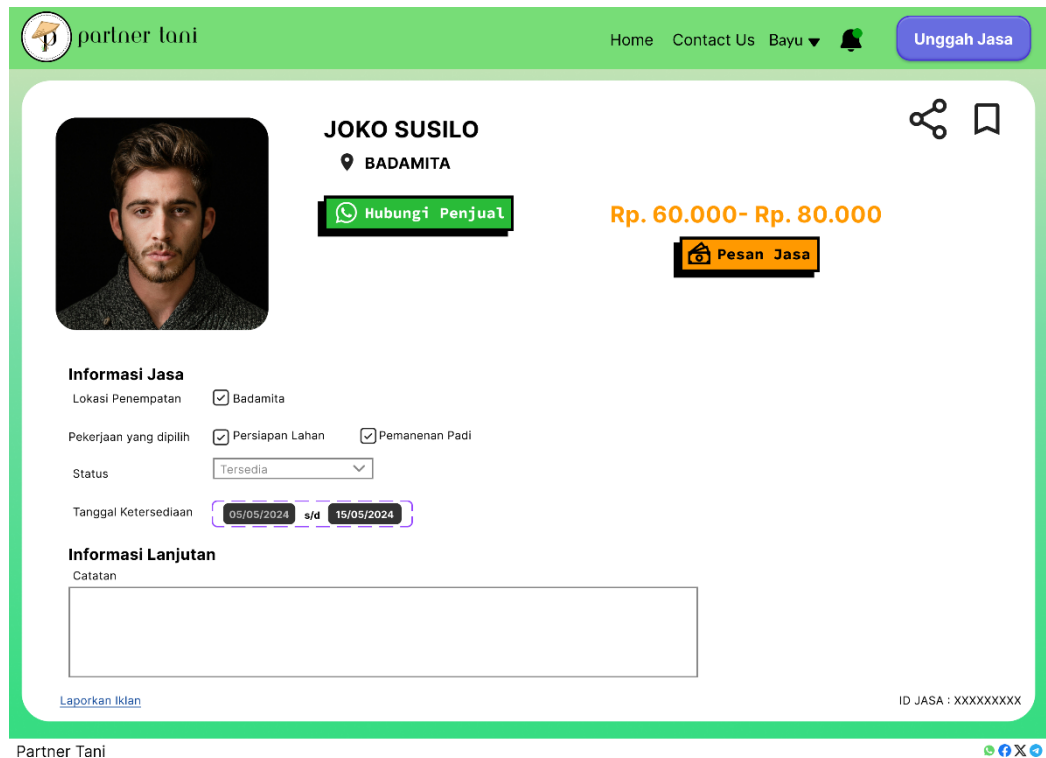 partner tani
Home Contact Us Bayu Unggah Jasa
JOKO SUSILO
BADAMITA
Hubungi Penjual
Rp. 60.000- Rp. 80.000
Pesan Jasa
Informasi Jasa
Lokasi Penempatan Badamita
Pekerjaan yang dipilih Persiapan Lahan Pemanenan Padi
Status Tersedia
Tanggal Ketersediaan 05/05/2024 s/d 15/05/2024
Informasi Lanjutan
Catatan
Laporkan Iklan ID JASA : XXXXXXXXX
Partner Tani